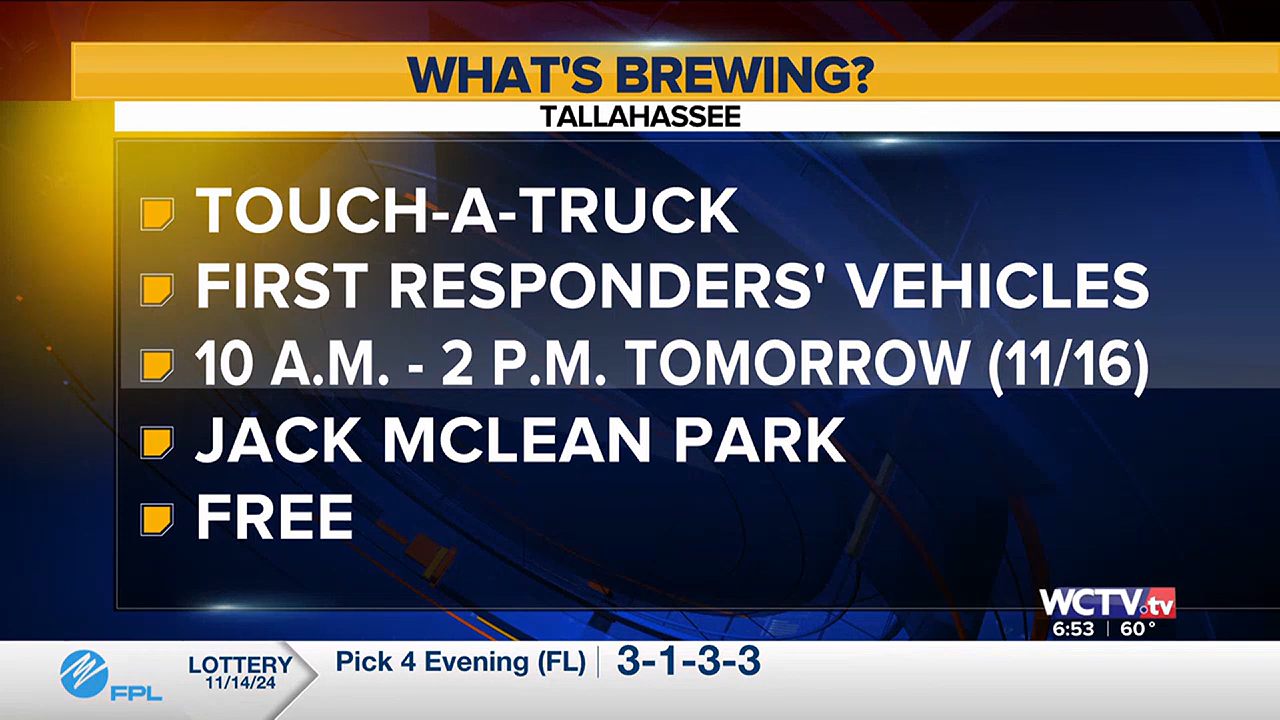 WHAT'S BREWING?
TALLAHASSEE
TOUCH-A-TRUCK
FIRST RESPONDERS' VEHICLES
10 A.M. - 2 P.M. TOMORROW (11/16)
JACK MCLEAN PARK
FREE
WCTV.tv
6:53 | 60°
FPL
LOTTERY
11/14/24
Pick 4 Evening (FL) | 3-1-3-3